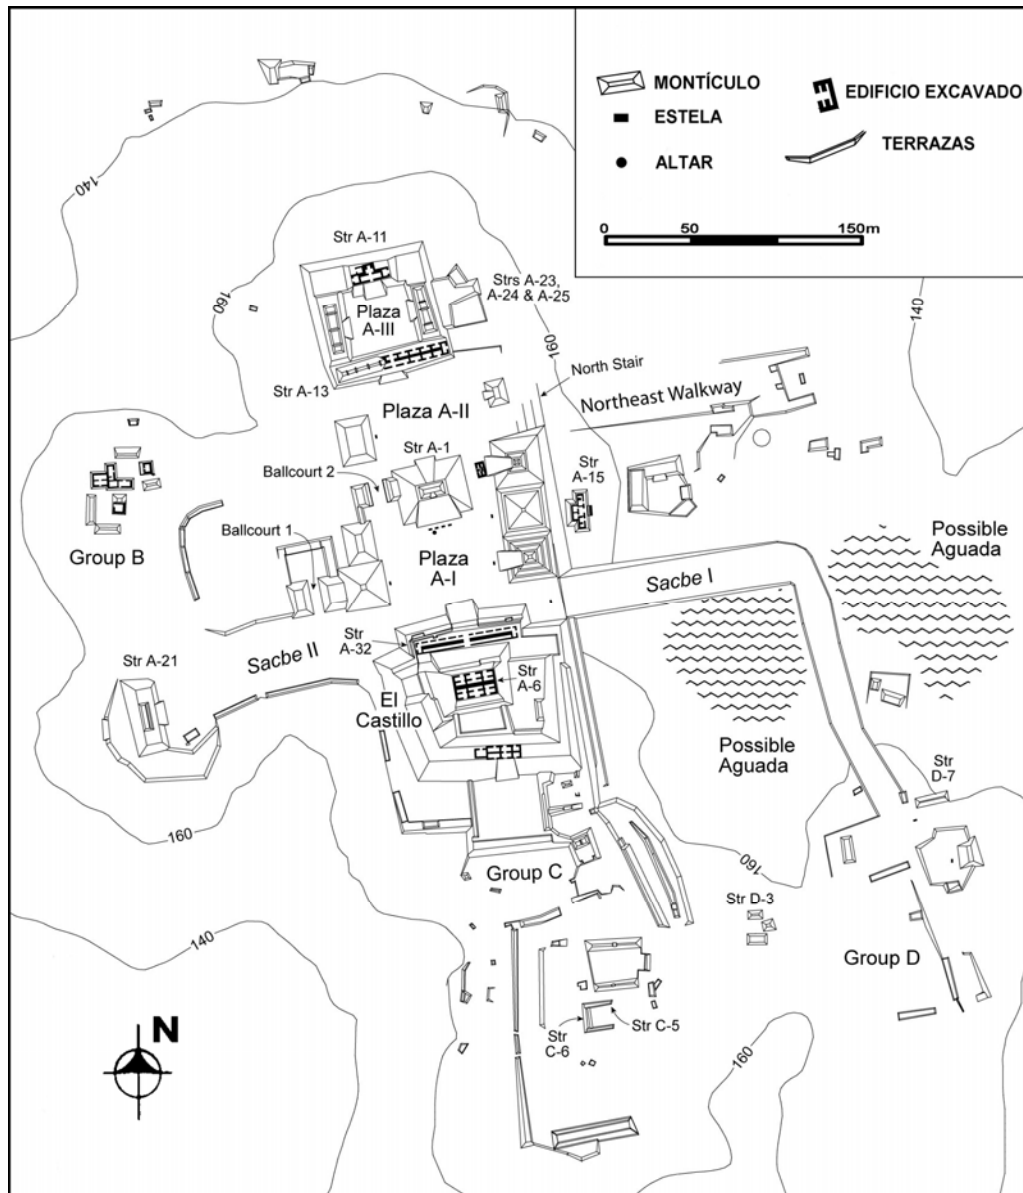 MONTÍCULO
EDIFICIO EXCAVADO
ESTELA
TERRAZAS
ALTAR
0 50 150m
140
140
Str A-11
Strs A-23,
A-24 & A-25
160
Plaza
A-III
160
North Stair
Northeast Walkway
Str A-13
Plaza A-II
Str A-1
Str
A-15
Ballcourt 2
Possible
Aguada
Ballcourt 1
Group B
Plaza
A-I
Sacbe I
Str
A-32
Sacbe II
Str A-21
Str
A-6
El
Castillo
Possible
Aguada
Str
D-7
160
160
Group C
Str D-3
140
Group D
Str C-5
Str
C-6
N
160